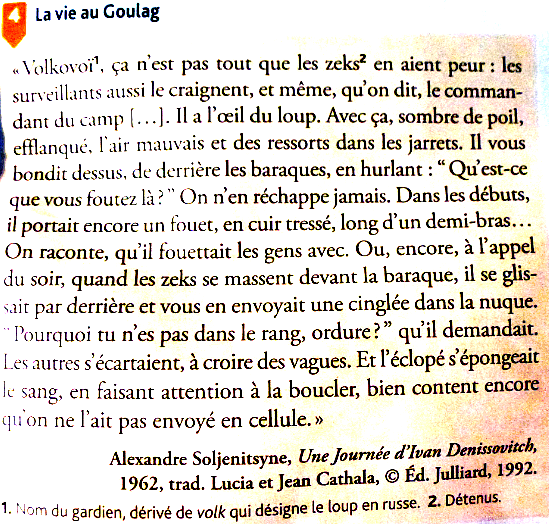 4 La vie au Goulag
« Volkovoï¹, ça n'est pas tout que les zeks² en aient peur : les
surveillants aussi le craignent, et même, qu'on dit, le comman-
dant du camp [...]. Il a l'œil du loup. Avec ça, sombre de poil,
efflanqué, l'air mauvais et des ressorts dans les jarrets. Il vous
bondit dessus, de derrière les baraques, en hurlant : “ Qu'est-ce
que vous foutez là ? ” On n'en réchappe jamais. Dans les débuts,
il portait encore un fouet, en cuir tressé, long d'un demi-bras...
On raconte, qu'il fouettait les gens avec. Ou, encore, à l'appel
du soir, quand les zeks se massent devant la baraque, il se glis-
sait par derrière et vous en envoyait une cinglée dans la nuque.
“ Pourquoi tu n'es pas dans le rang, ordure ? ” qu'il demandait.
Les autres s'écartaient, à croire des vagues. Et l'éclopé s'épongeait
le sang, en faisant attention à la boucler, bien content encore
qu'on ne l'ait pas envoyé en cellule. »
Alexandre Soljenitsyne, Une Journée d'Ivan Denissovitch,
1962, trad. Lucia et Jean Cathala, © Éd. Julliard, 1992.
1. Nom du gardien, dérivé de volk qui désigne le loup en russe. 2. Détenus.